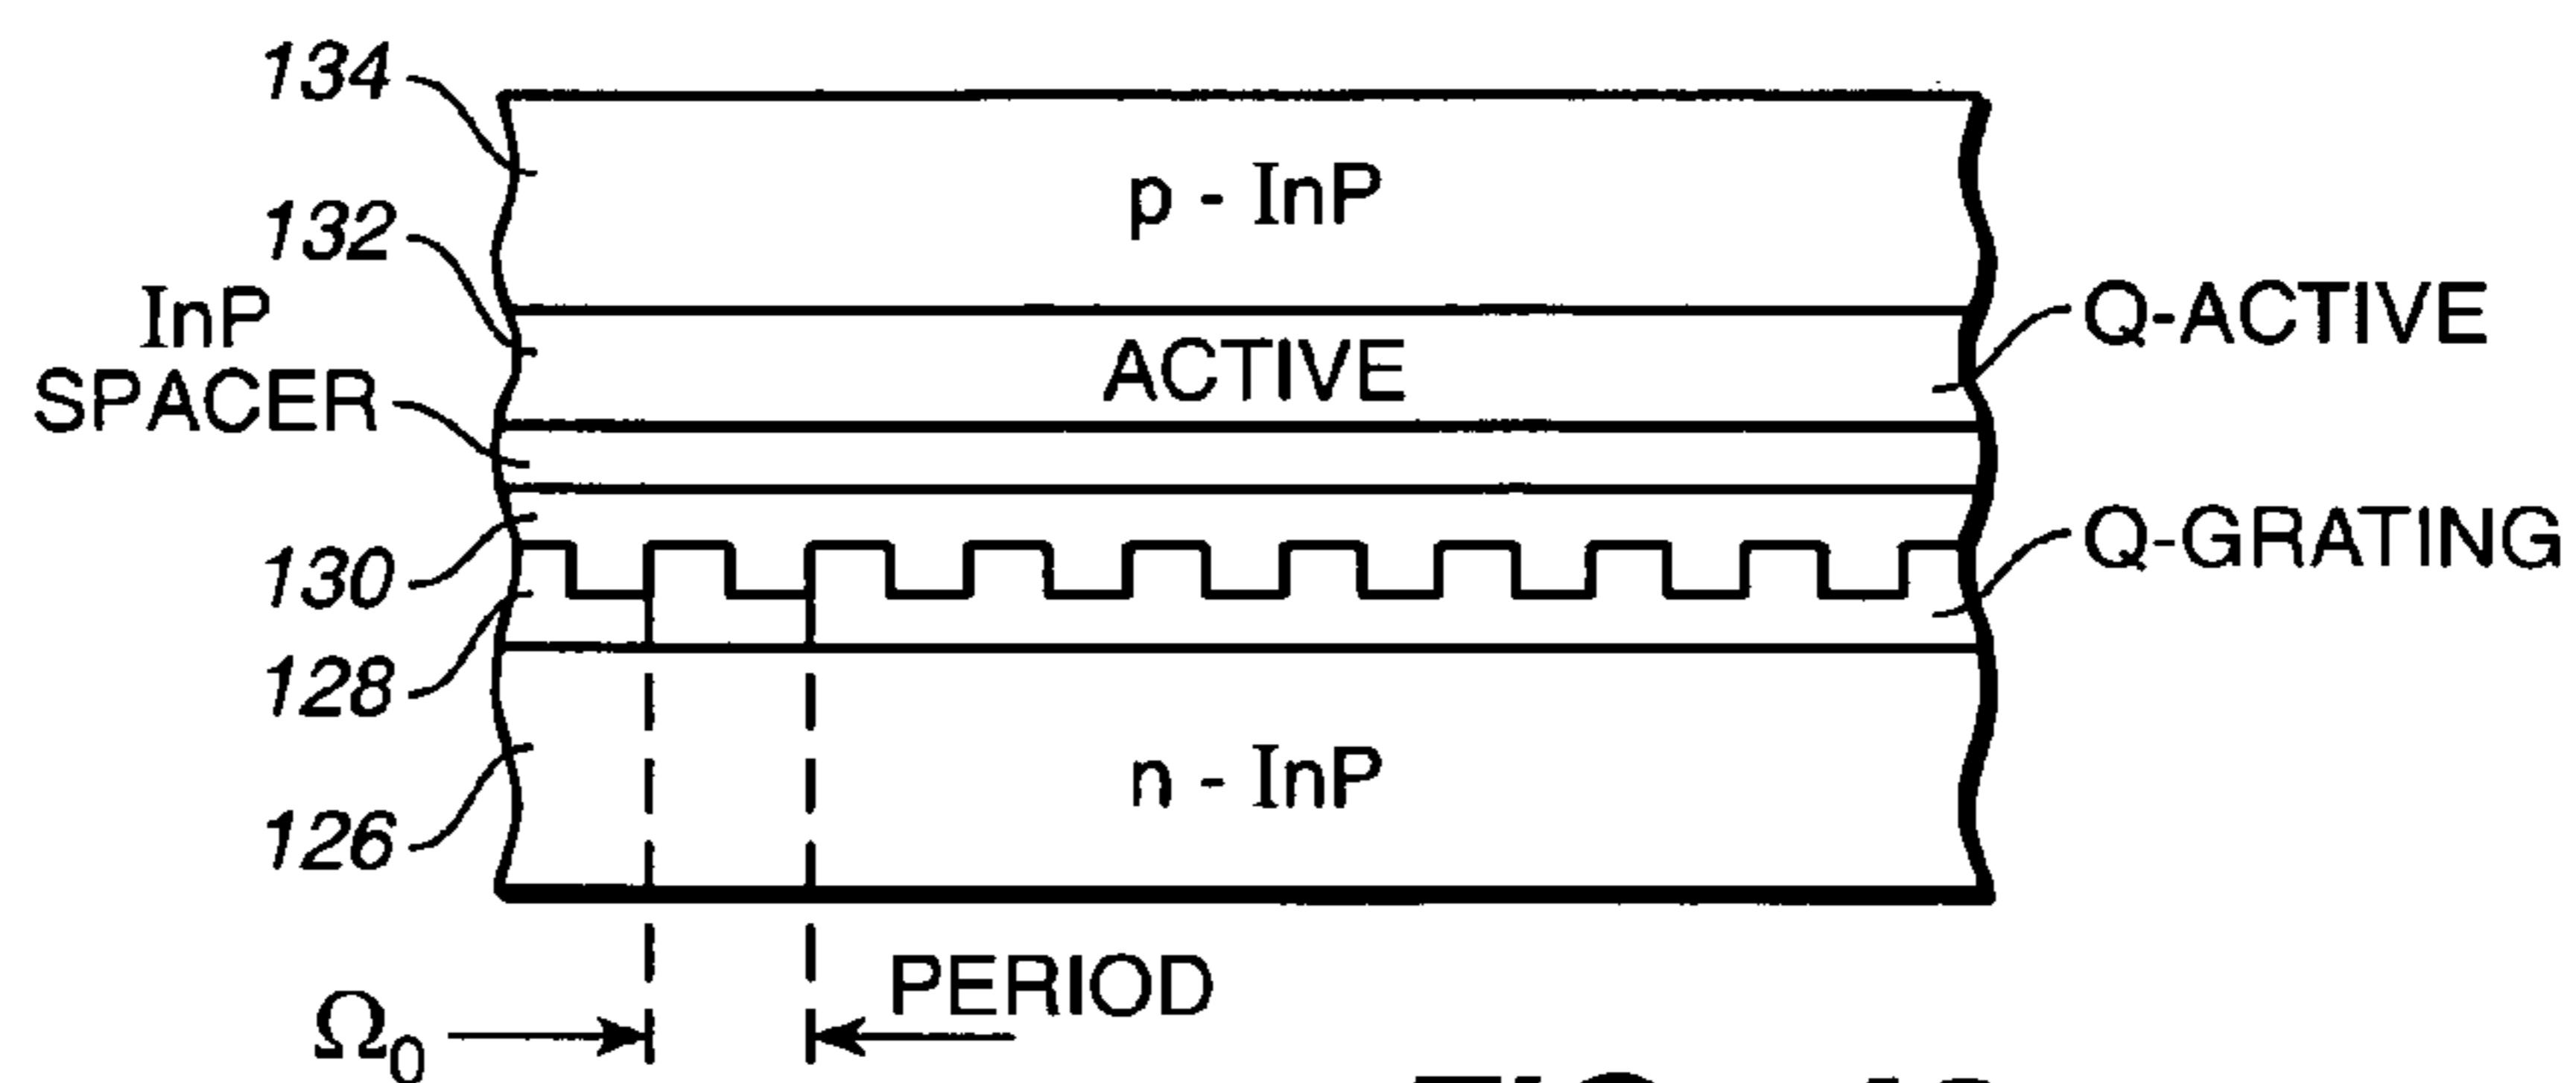 134
p - InP
132
InP
SPACER
ACTIVE
Q-ACTIVE
130
Q-GRATING
128
126
n - InP
Ω₀
PERIOD